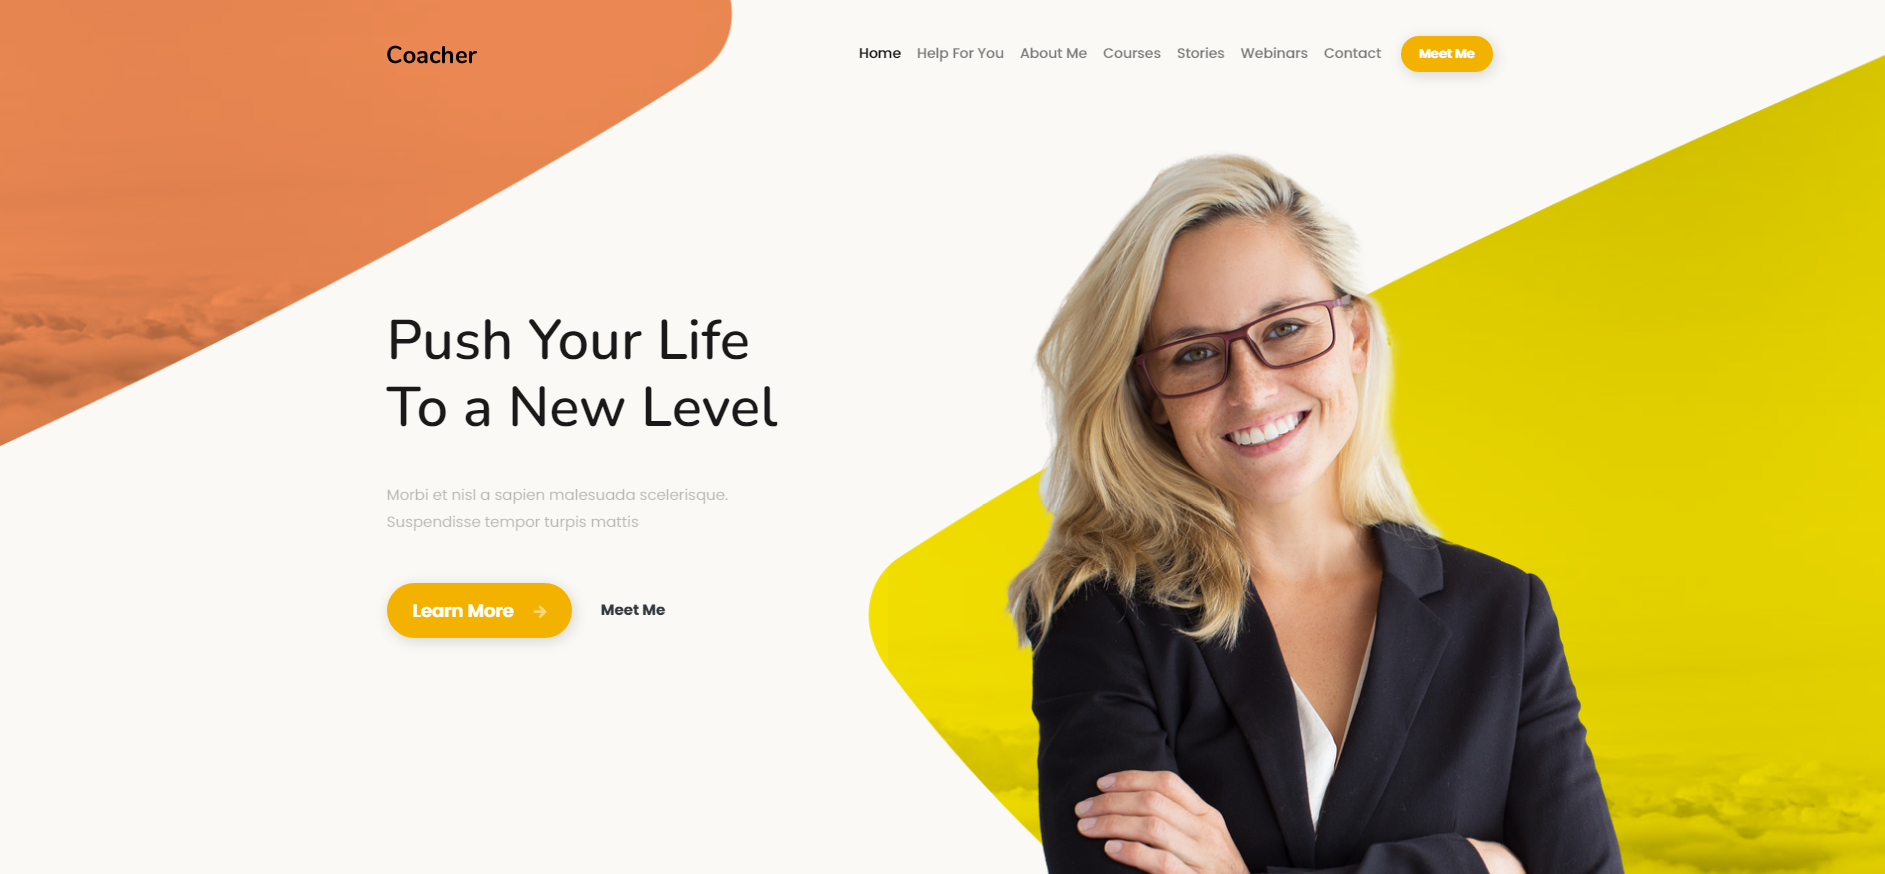 Coacher
Home Help For You About Me Courses Stories Webinars Contact Meet Me
Push Your Life
To a New Level
Morbi et nisl a sapien malesuada scelerisque.
Suspendisse tempor turpis mattis
Learn More → Meet Me